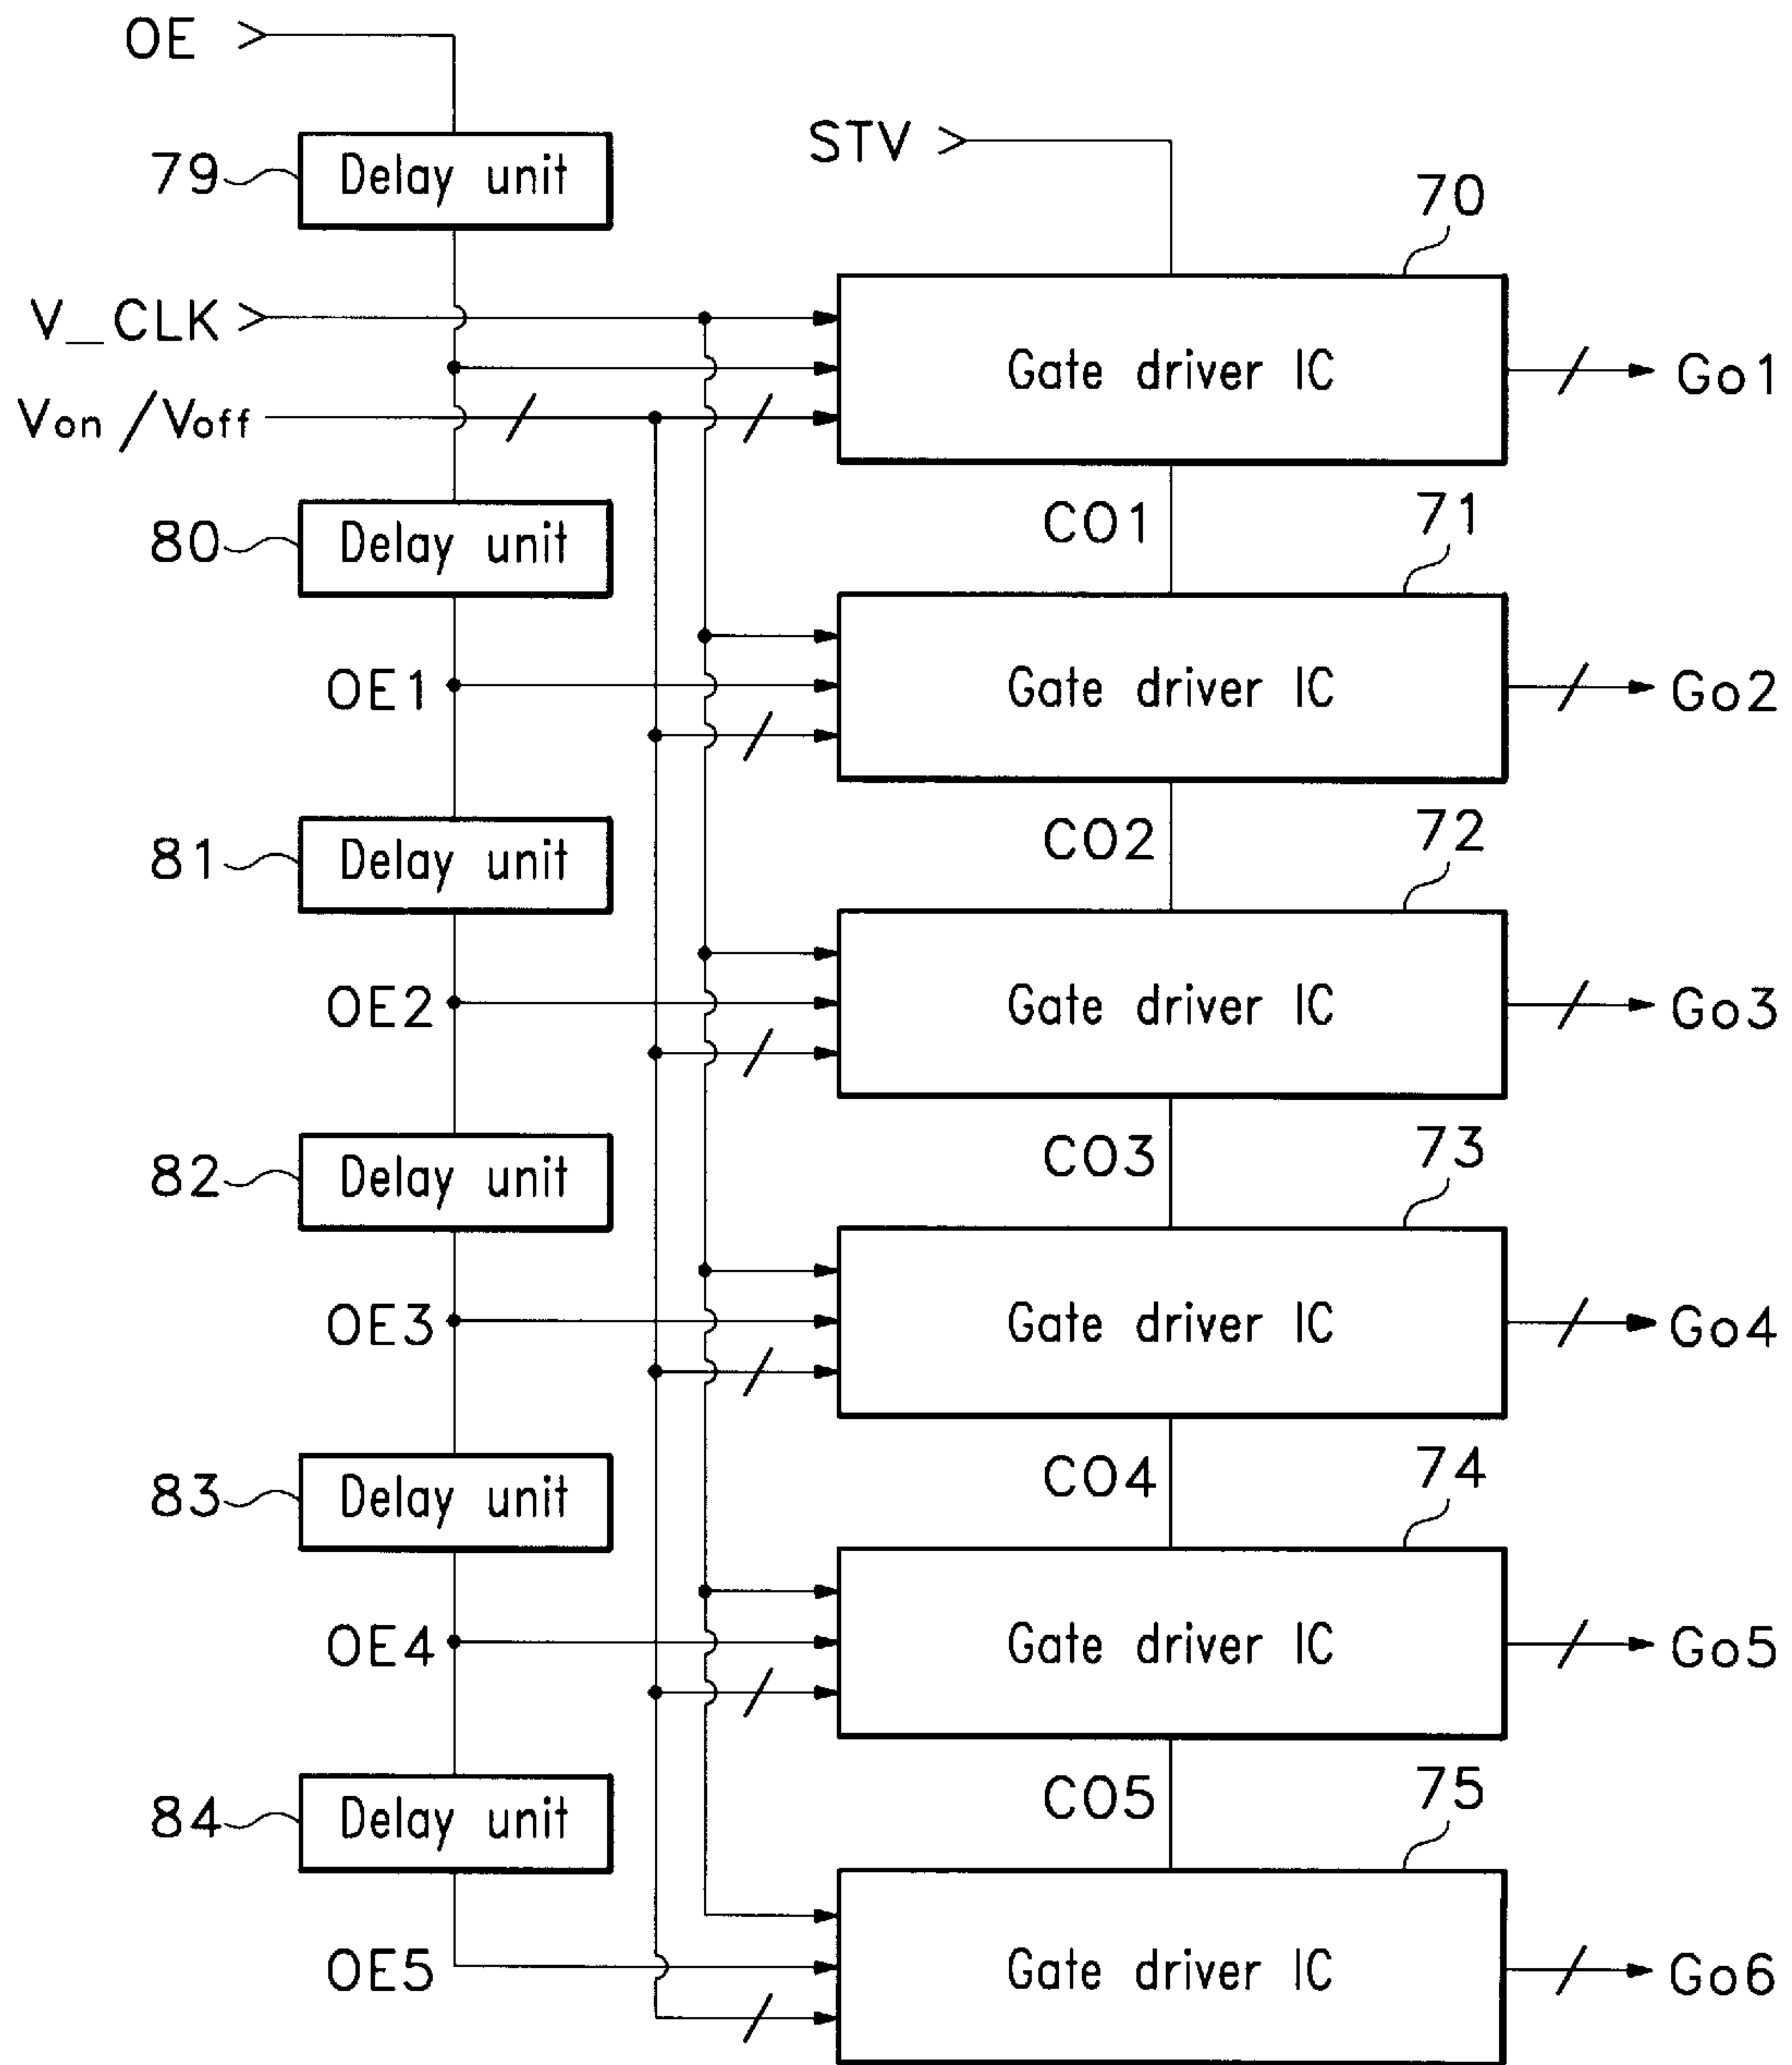 OE
79 Delay unit
STV
70
V_CLK
Gate driver IC
Go1
Von/Voff
80 Delay unit
CO1
71
OE1
Gate driver IC
Go2
81 Delay unit
CO2
72
OE2
Gate driver IC
Go3
82 Delay unit
CO3
73
OE3
Gate driver IC
Go4
83 Delay unit
CO4
74
OE4
Gate driver IC
Go5
84 Delay unit
CO5
75
OE5
Gate driver IC
Go6